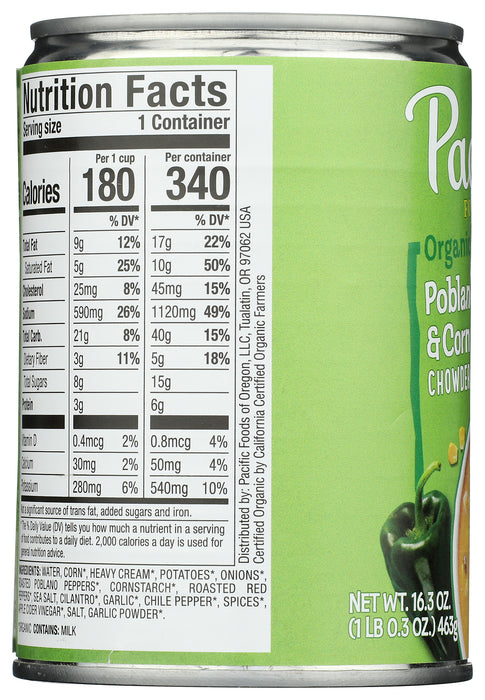 Nutrition Facts
Serving size 1 Container
Per 1 cup Per container
Calories 180 340
% DV* % DV*
Total Fat 9g 12% 17g 22%
Saturated Fat 5g 25% 10g 50%
Cholesterol 25mg 8% 45mg 15%
Sodium 590mg 26% 1120mg 49%
Total Carb. 21g 8% 40g 15%
Dietary Fiber 3g 11% 5g 18%
Total Sugars 8g 15g
Protein 3g 6g
Vitamin D 0.4mcg 2% 0.8mcg 4%
Calcium 30mg 2% 50mg 4%
Potassium 280mg 6% 540mg 10%
Not a significant source of trans fat, added sugars and iron.
*The % Daily Value (DV) tells you how much a nutrient in a serving
of food contributes to a daily diet. 2,000 calories a day is used for
general nutrition advice.
INGREDIENTS: WATER, CORN*, HEAVY CREAM*, POTATOES*, ONIONS*,
ROASTED POBLANO PEPPERS*, CORNSTARCH*, ROASTED RED
PEPPERS*, SEA SALT, CILANTRO*, GARLIC*, CHILE PEPPER*, SPICES*,
APPLE CIDER VINEGAR*, SALT, GARLIC POWDER*.
*ORGANIC CONTAINS: MILK
Distributed by: Pacific Foods of Oregon, LLC, Tualatin, OR 97062 USA
Certified Organic by California Certified Organic Farmers
Pac
F
Organic
Poblan
& Corn
CHOWDE
NET WT. 16.3 OZ.
(1 LB 0.3 OZ.) 463g